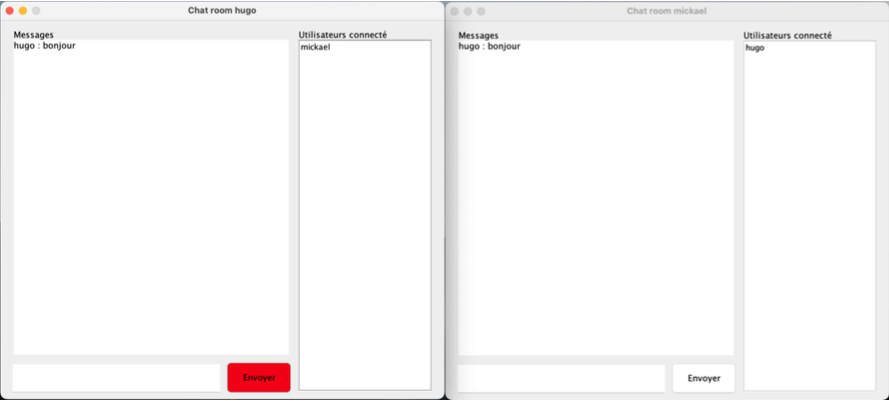 Chat room hugo
Messages
hugo : bonjour
Utilisateurs connecté
mickael
Envoyer
Chat room mickael
Messages
hugo : bonjour
Utilisateurs connecté
hugo
Envoyer